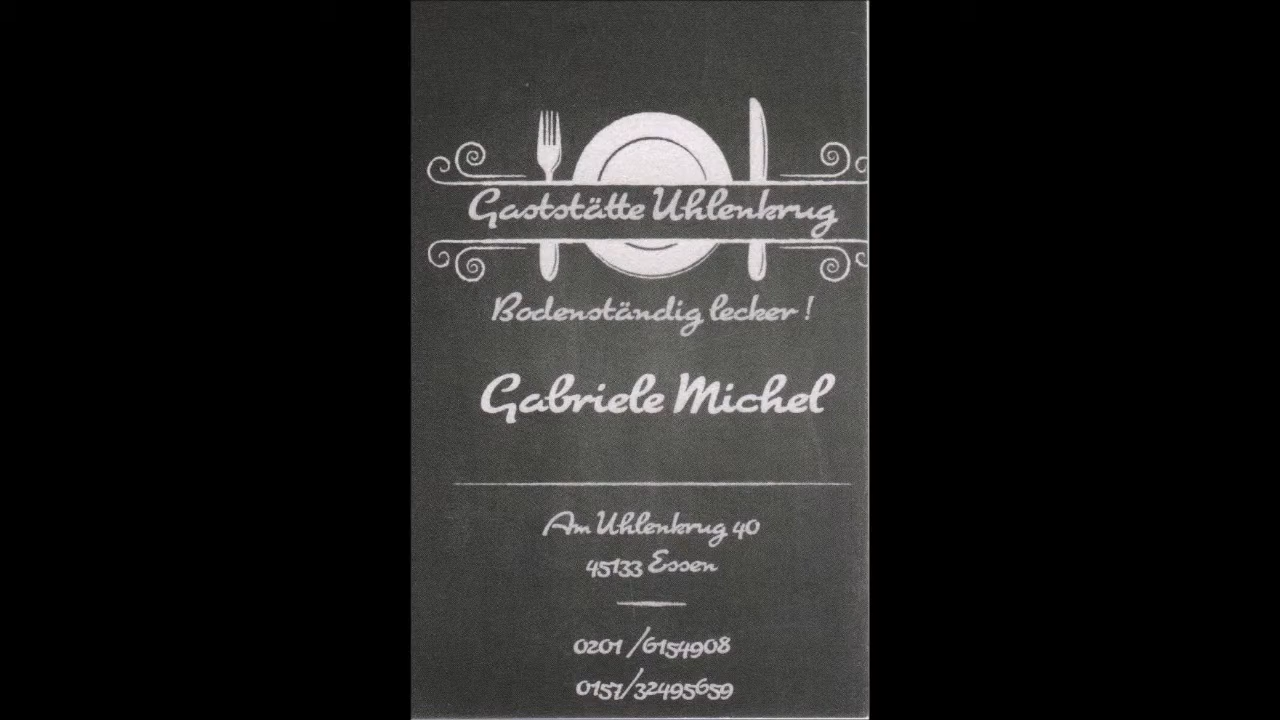 Gaststätte Uhlenkrug
Bodenständig lecker !
Gabriele Michel
Am Uhlenkrug 40
45133 Essen
0201 /6154908
0157/32495659